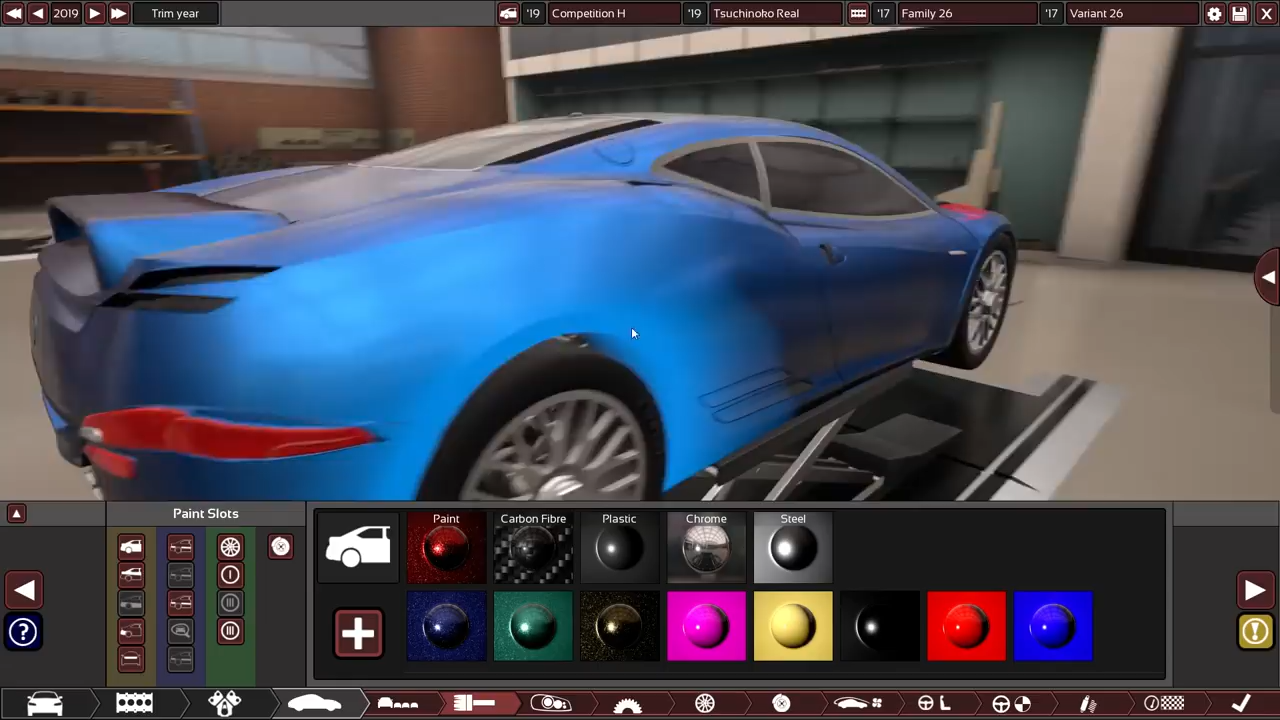 2019
Trim year
'19
Competition H
'19
Tsuchinoko Real
'17
Family 26
'17
Variant 26
Paint Slots
Paint
Carbon Fibre
Plastic
Chrome
Steel